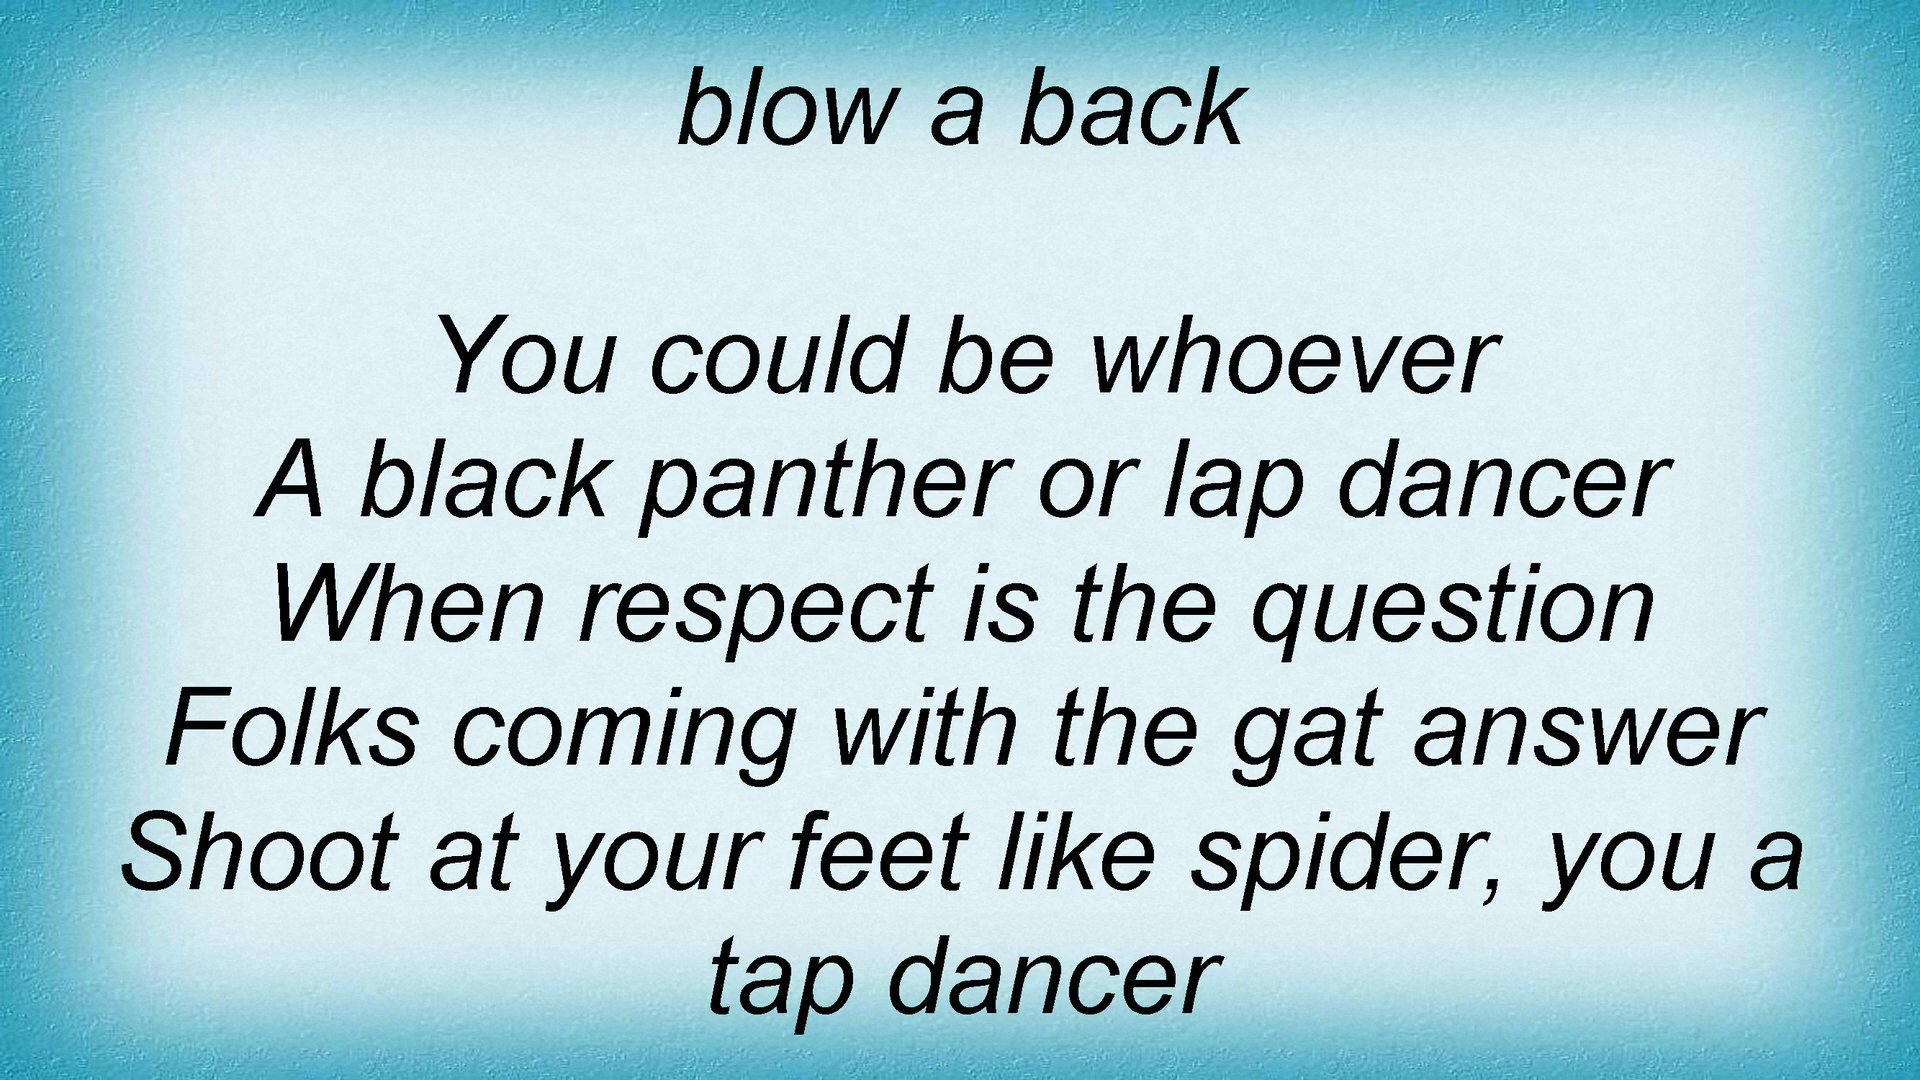 blow a back
You could be whoever
A black panther or lap dancer
When respect is the question
Folks coming with the gat answer
Shoot at your feet like spider, you a
tap dancer